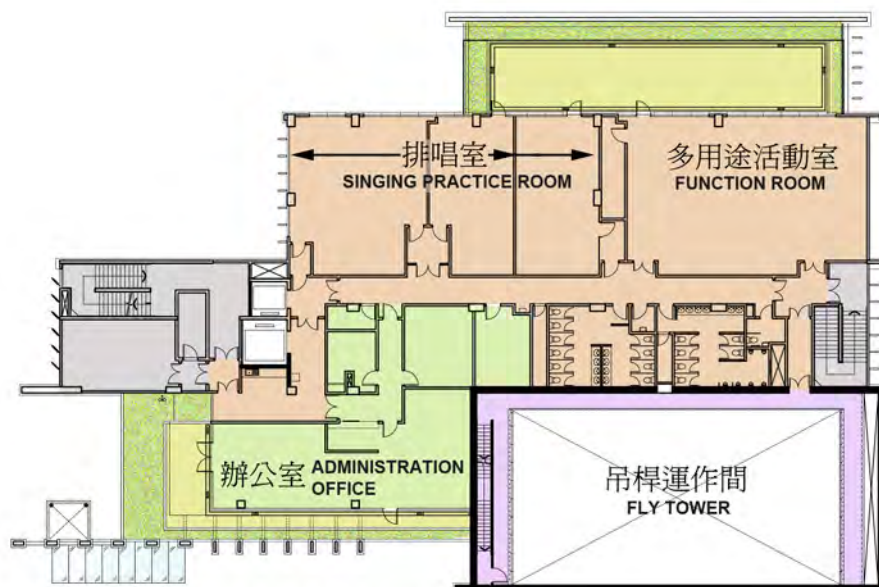 排唱室
SINGING PRACTICE ROOM
多用途活動室
FUNCTION ROOM
辦公室 ADMINISTRATION
OFFICE
吊桿運作間
FLY TOWER